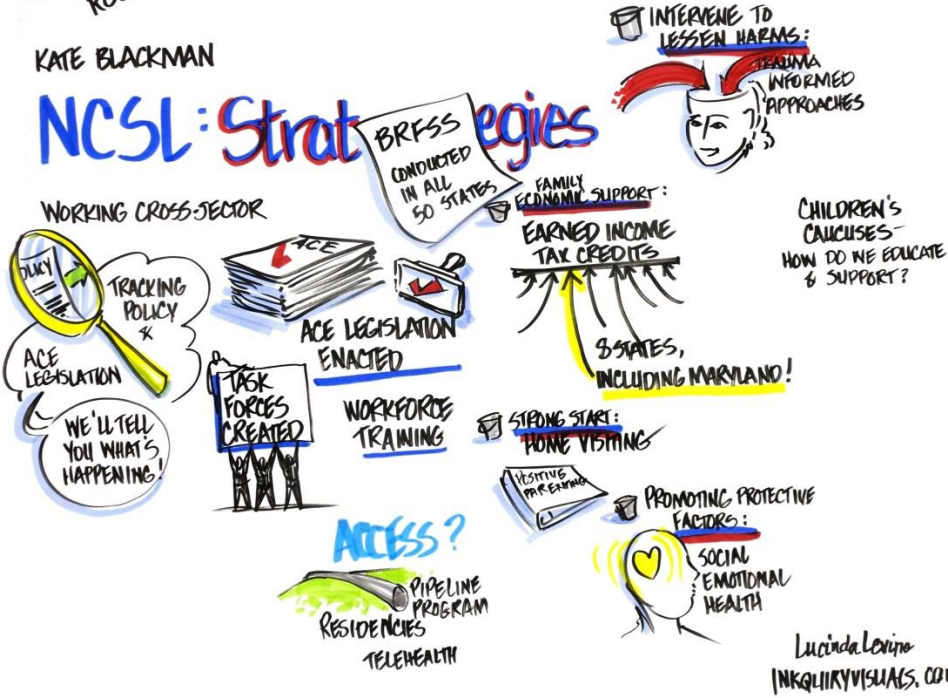 KATE BLACKMAN
NCSL: Strategies
BRFSS
CONDUCTED
IN ALL
50 STATES
INTERVENE TO
LESSEN HARMS:
TRAUMA
INFORMED
APPROACHES
WORKING CROSS-SECTOR
POLICY
TRACKING
POLICY
&
ACE
LEGISLATION
WE'LL TELL
YOU WHAT'S
HAPPENING!
ACE
ACE LEGISLATION
ENACTED
TASK
FORCES
CREATED
WORKFORCE
TRAINING
FAMILY
ECONOMIC SUPPORT:
EARNED INCOME
TAX CREDITS
8 STATES,
INCLUDING MARYLAND!
CHILDREN'S
CAUCUSES-
HOW DO WE EDUCATE
& SUPPORT?
STRONG START:
HOME VISITING
POSITIVE
PARENTING
PROMOTING PROTECTIVE
FACTORS:
SOCIAL
EMOTIONAL
HEALTH
ACCESS?
PIPELINE
PROGRAM
RESIDENCIES
TELEHEALTH
Lucinda Levine
INKQUIRYVISUALS.COM